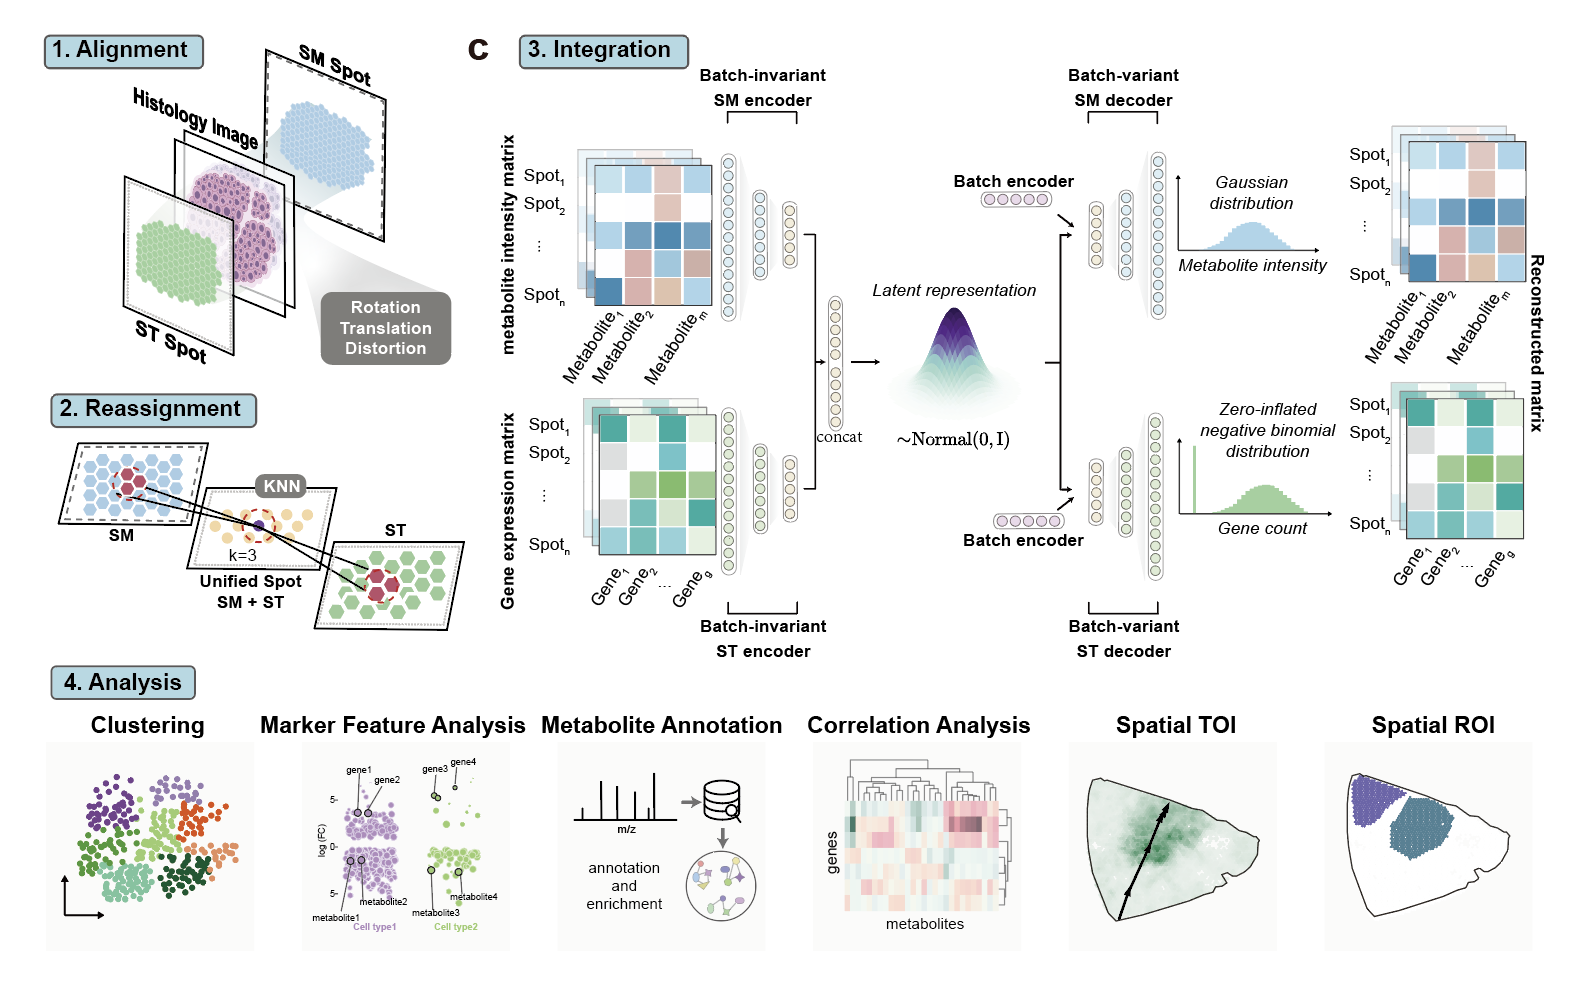 1. Alignment
SM Spot
Histology Image
ST Spot
Rotation
Translation
Distortion
2. Reassignment
SM
KNN
k=3
Unified Spot
SM + ST
ST
C
3. Integration
Batch-invariant
SM encoder
metabolite intensity matrix
Spot1
Spot2
...
Spotn
Metabolite1
Metabolite2
Metabolitem
Gene expression matrix
Spot1
Spot2
...
Spotn
Gene1
Gene2
...
Geneg
Batch-invariant
ST encoder
concat
Latent representation
~Normal(0, I)
Batch-variant
SM decoder
Batch encoder
Gaussian
distribution
Metabolite intensity
Batch encoder
Zero-inflated
negative binomial
distribution
Gene count
Batch-variant
ST decoder
Spot1
Spot2
...
Spotn
Metabolite1
Metabolite2
Metabolitem
Reconstructed matrix
Spot1
Spot2
...
Spotn
Gene1
Gene2
...
Geneg
4. Analysis
Clustering
Marker Feature Analysis
gene1
gene2
gene3
gene4
log (FC)
5-
0-
5-
metabolite1
metabolite2
metabolite3
metabolite4
Cell type1
Cell type2
Metabolite Annotation
m/z
annotation
and
enrichment
Correlation Analysis
genes
metabolites
Spatial TOI
Spatial ROI